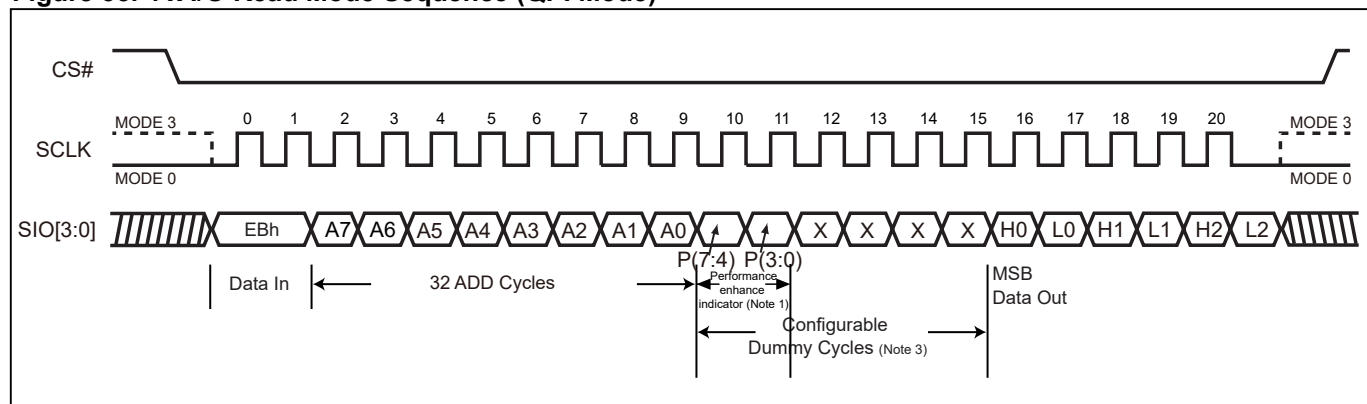 Figure Read Mode Sequence (QPI Mode)
CS#
MODE 3 0 1 2 3 4 5 6 7 8 9 10 11 12 13 14 15 16 17 18 19 20 MODE 3
SCLK
MODE 0 MODE 0
SIO[3:0] EBh A7 A6 A5 A4 A3 A2 A1 A0 X X X X H0 L0 H1 L1 H2 L2
P(7:4) P(3:0)
Data In 32 ADD Cycles
Performance
enhance
indicator (Note 1)
MSB
Data Out
Configurable
Dummy Cycles (Note 3)